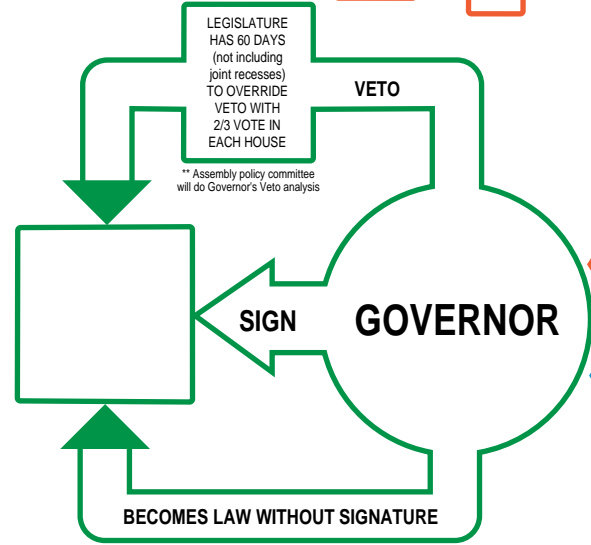 LEGISLATURE
HAS 60 DAYS
(not including
joint recesses)
TO OVERRIDE
VETO WITH
2/3 VOTE IN
EACH HOUSE
VETO
** Assembly policy committee
will do Governor's Veto analysis
SIGN
GOVERNOR
BECOMES LAW WITHOUT SIGNATURE